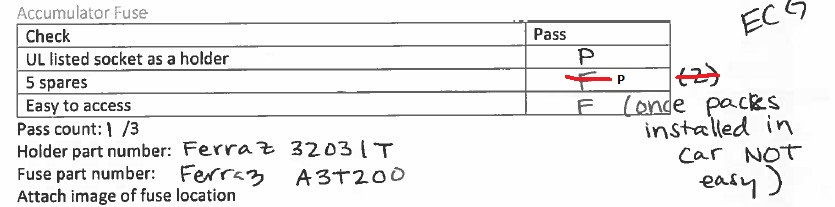 Accumulator Fuse
ECG
Check Pass
UL listed socket as a holder P
5 spares F P (2)
Easy to access F (once packs
installed in
car NOT
easy)
Pass count: 1 /3
Holder part number: Ferraz 32031T
Fuse part number: Ferraz A3T200
Attach image of fuse location